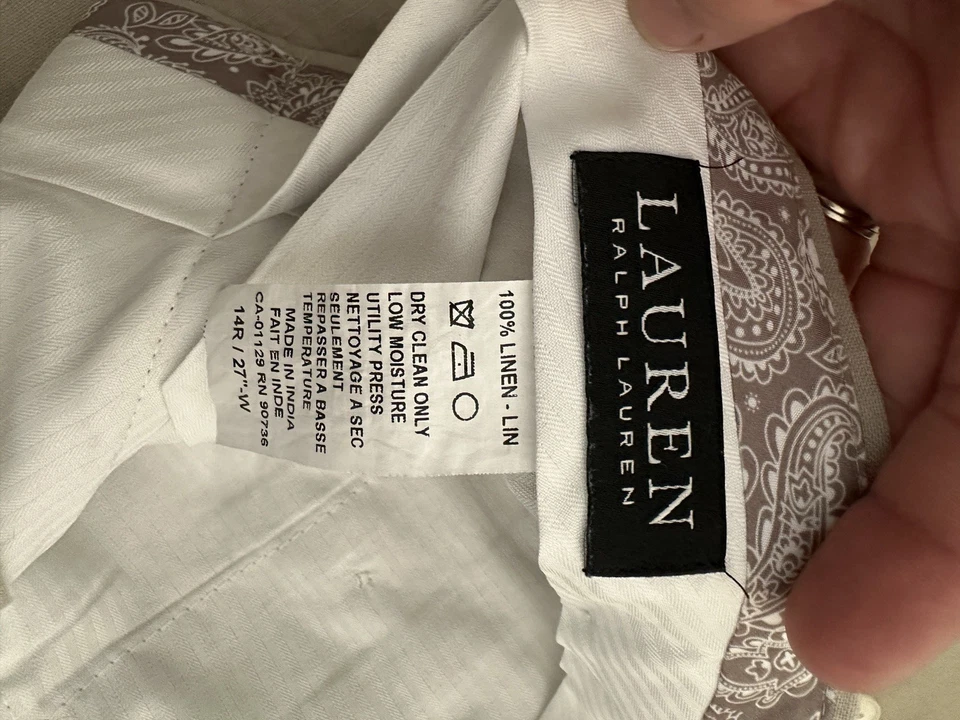 LAUREN
RALPH LAUREN
100% LINEN - LIN
DRY CLEAN ONLY
LOW MOISTURE
UTILITY PRESS
NETTOYAGE A SEC
SEULEMENT
REPASSER A BASSE
TEMPERATURE
MADE IN INDIA
FAIT EN INDE
CA-01129 RN 90736
14R / 27"-W